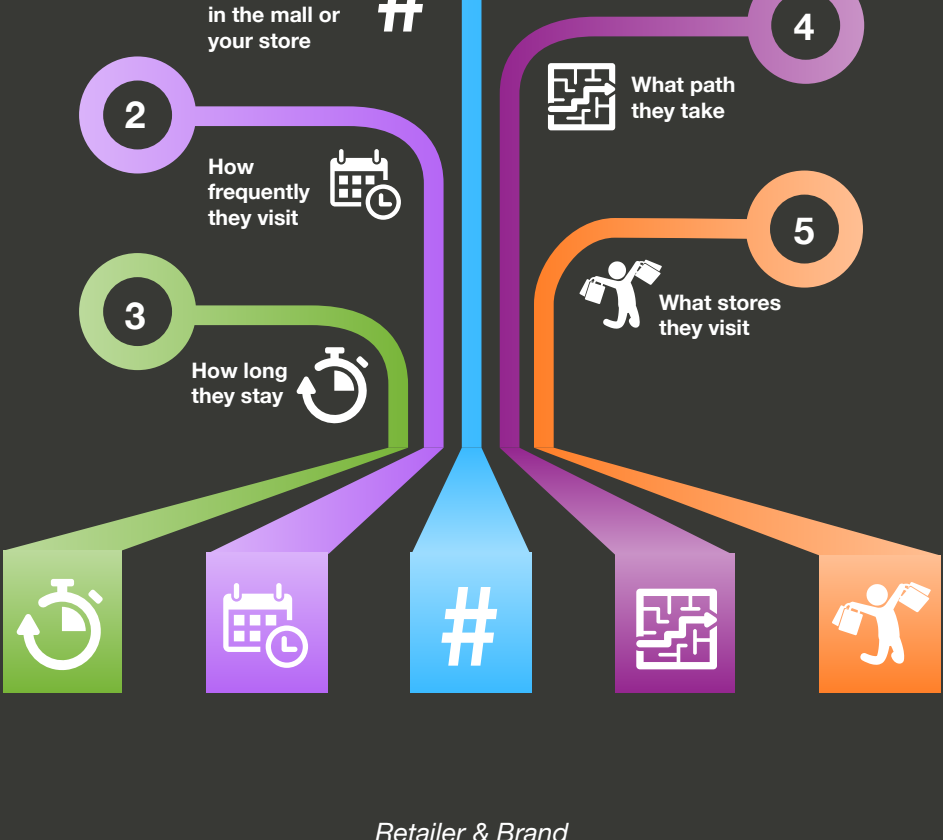 in the mall or
your store
#
2
How
frequently
they visit
3
How long
they stay
4
What path
they take
5
What stores
they visit
#
Retailer & Brand